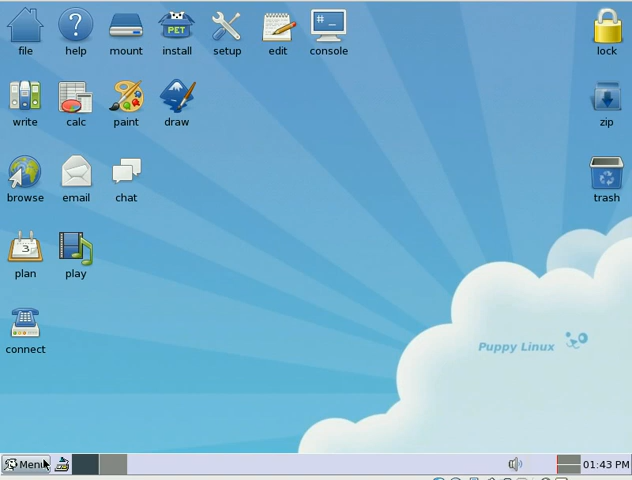 file help mount install setup edit console lock
PET
# _
write calc paint draw zip
browse email chat trash
3
plan play
connect
Puppy Linux
Menu 01:43 PM